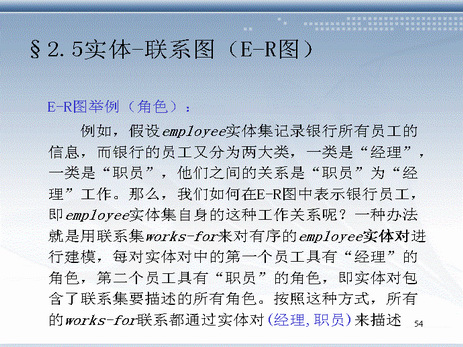 §2.5实体-联系图（E-R图）
E-R图举例（角色）：
例如，假设employee实体集记录银行所有员工的
信息，而银行的员工又分为两大类，一类是“经理”，
一类是“职员”，他们之间的关系是“职员”为“经
理”工作。那么，我们如何在E-R图中表示银行员工，
即employee实体集自身的这种工作关系呢？一种办法
就是用联系集works-for来对有序的employee实体对进
行建模，每对实体对中的第一个员工具有“经理”的
角色，第二个员工具有“职员”的角色，即实体对包
含了联系集要描述的所有角色。按照这种方式，所有
的works-for联系都通过实体对(经理,职员)来描述
54